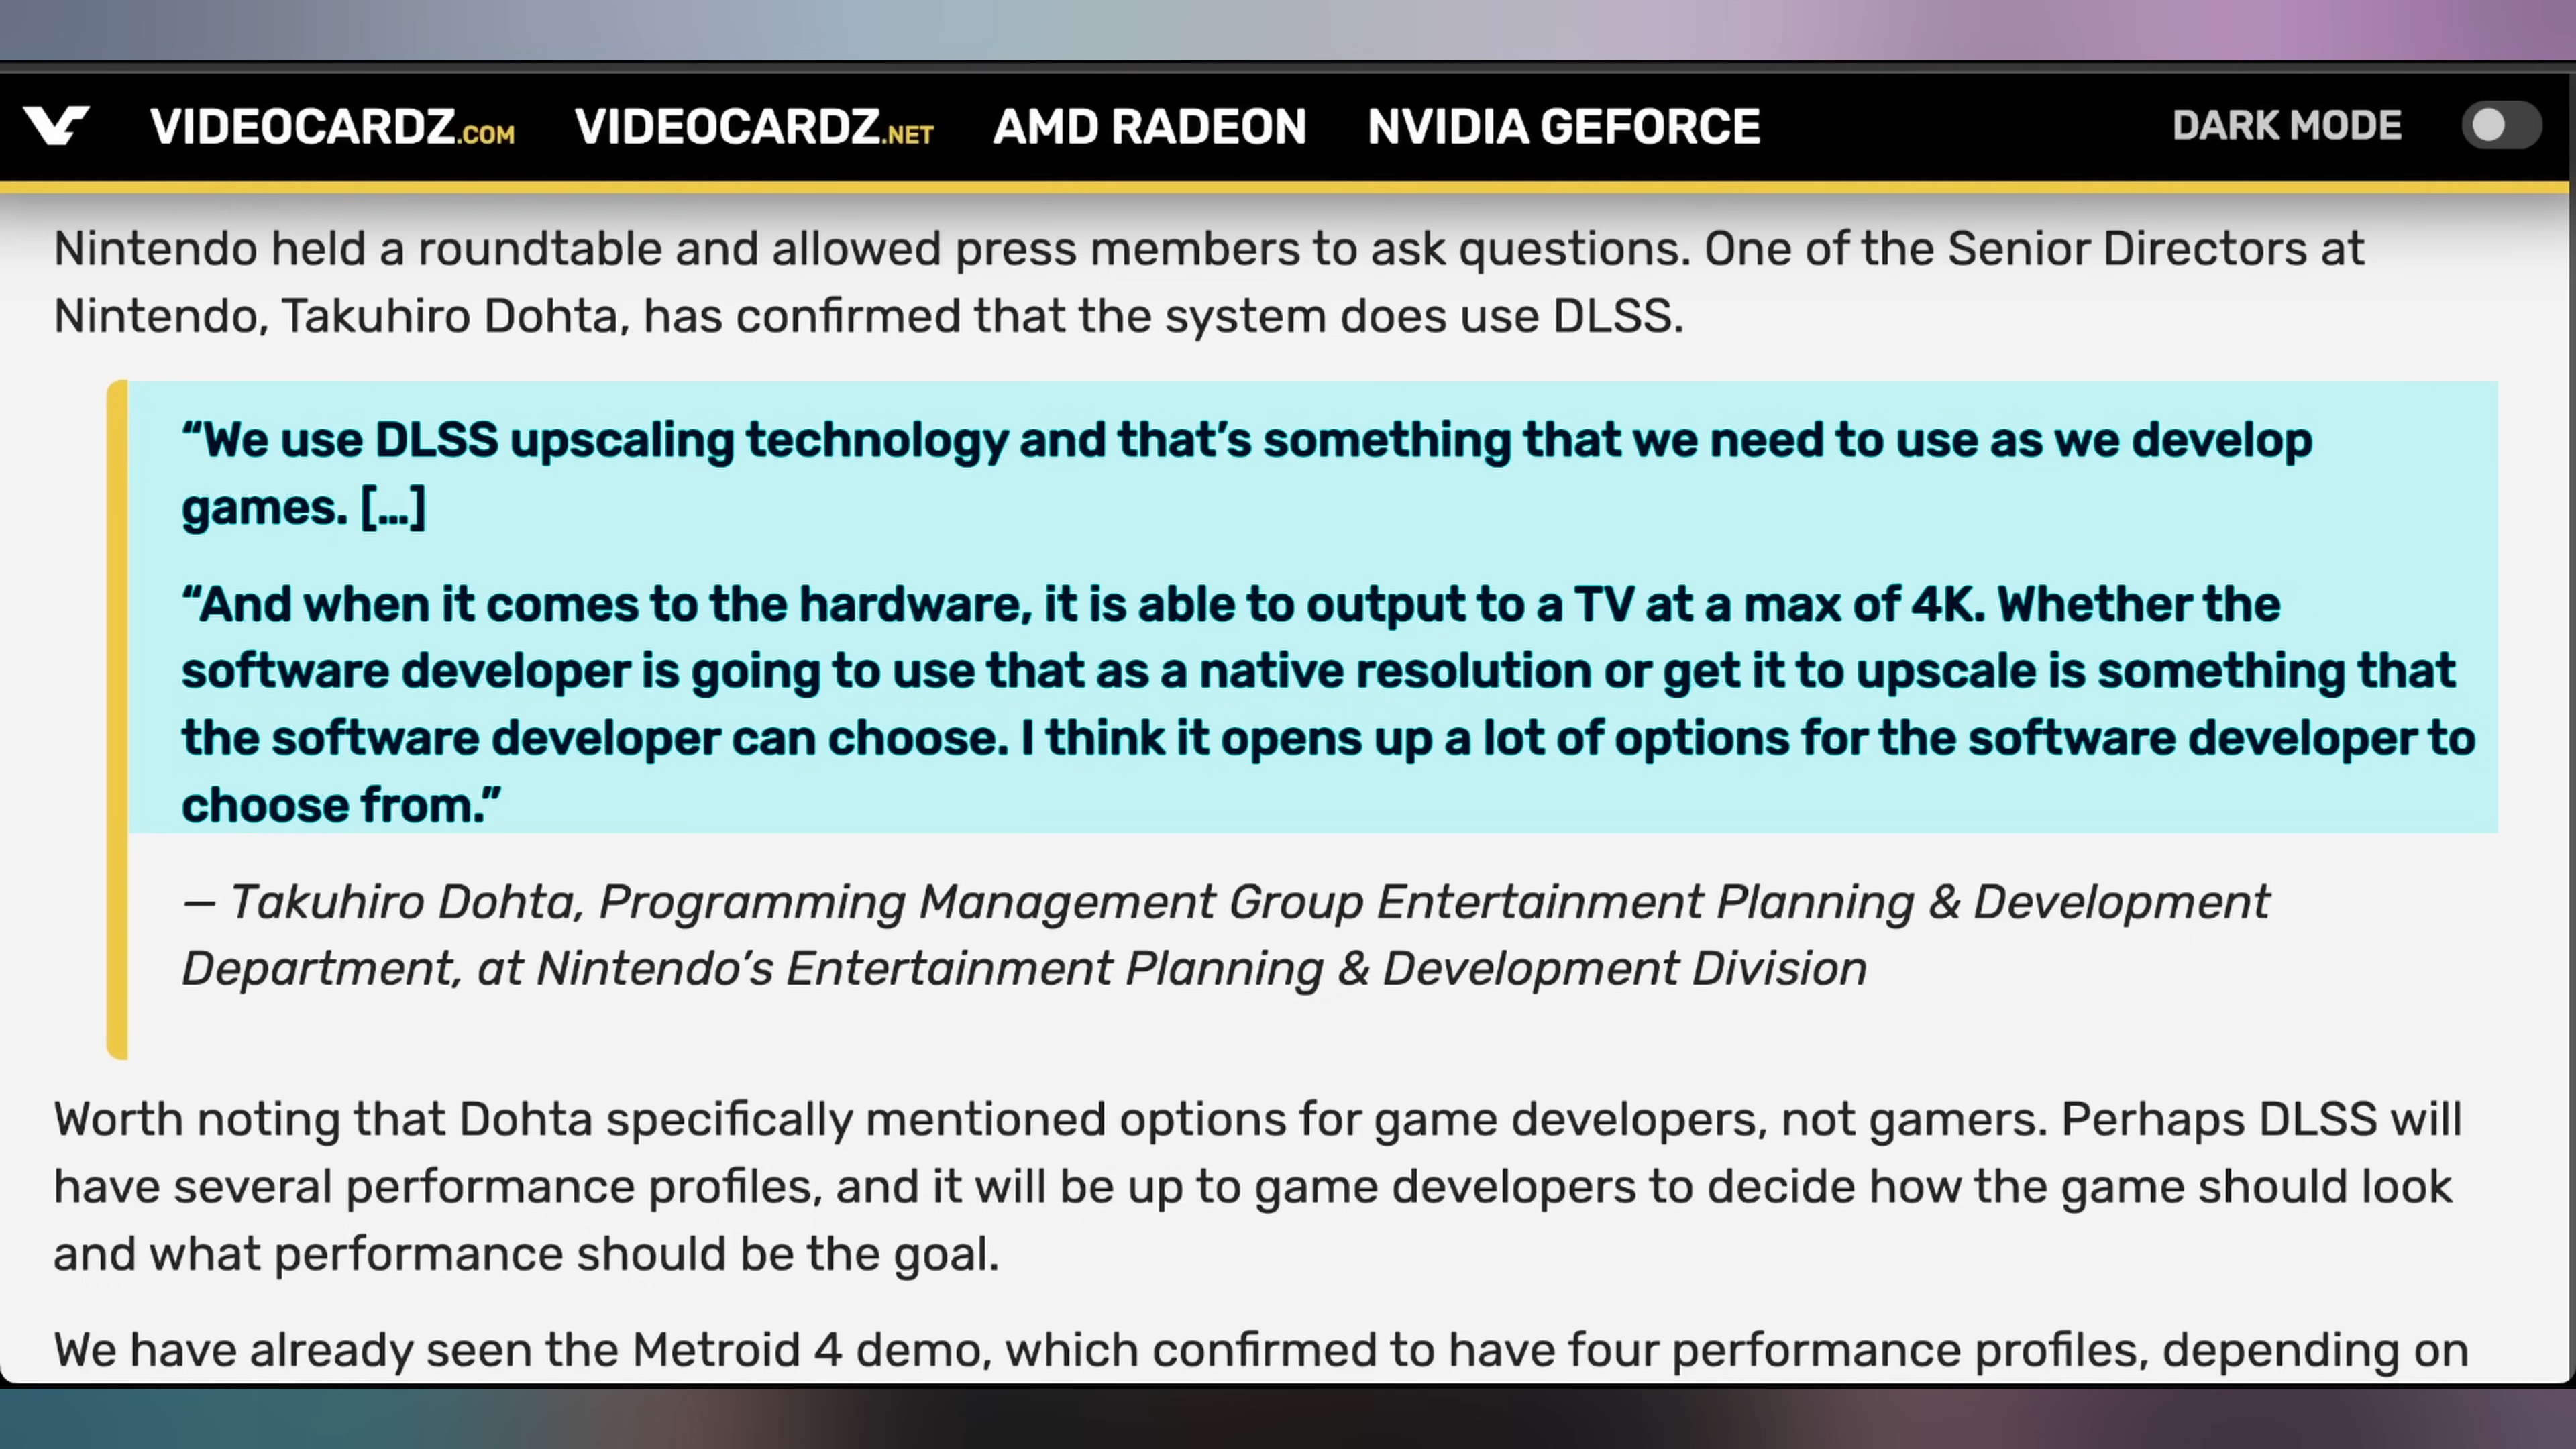 VIDEOCARDZ.COM VIDEOCARDZ.NET AMD RADEON NVIDIA GEFORCE DARK MODE
Nintendo held a roundtable and allowed press members to ask questions. One of the Senior Directors at
Nintendo, Takuhiro Dohta, has confirmed that the system does use DLSS.
“We use DLSS upscaling technology and that’s something that we need to use as we develop
games. […]
“And when it comes to the hardware, it is able to output to a TV at a max of 4K. Whether the
software developer is going to use that as a native resolution or get it to upscale is something that
the software developer can choose. I think it opens up a lot of options for the software developer to
choose from.”
— Takuhiro Dohta, Programming Management Group Entertainment Planning & Development
Department, at Nintendo’s Entertainment Planning & Development Division
Worth noting that Dohta specifically mentioned options for game developers, not gamers. Perhaps DLSS will
have several performance profiles, and it will be up to game developers to decide how the game should look
and what performance should be the goal.
We have already seen the Metroid 4 demo, which confirmed to have four performance profiles, depending on